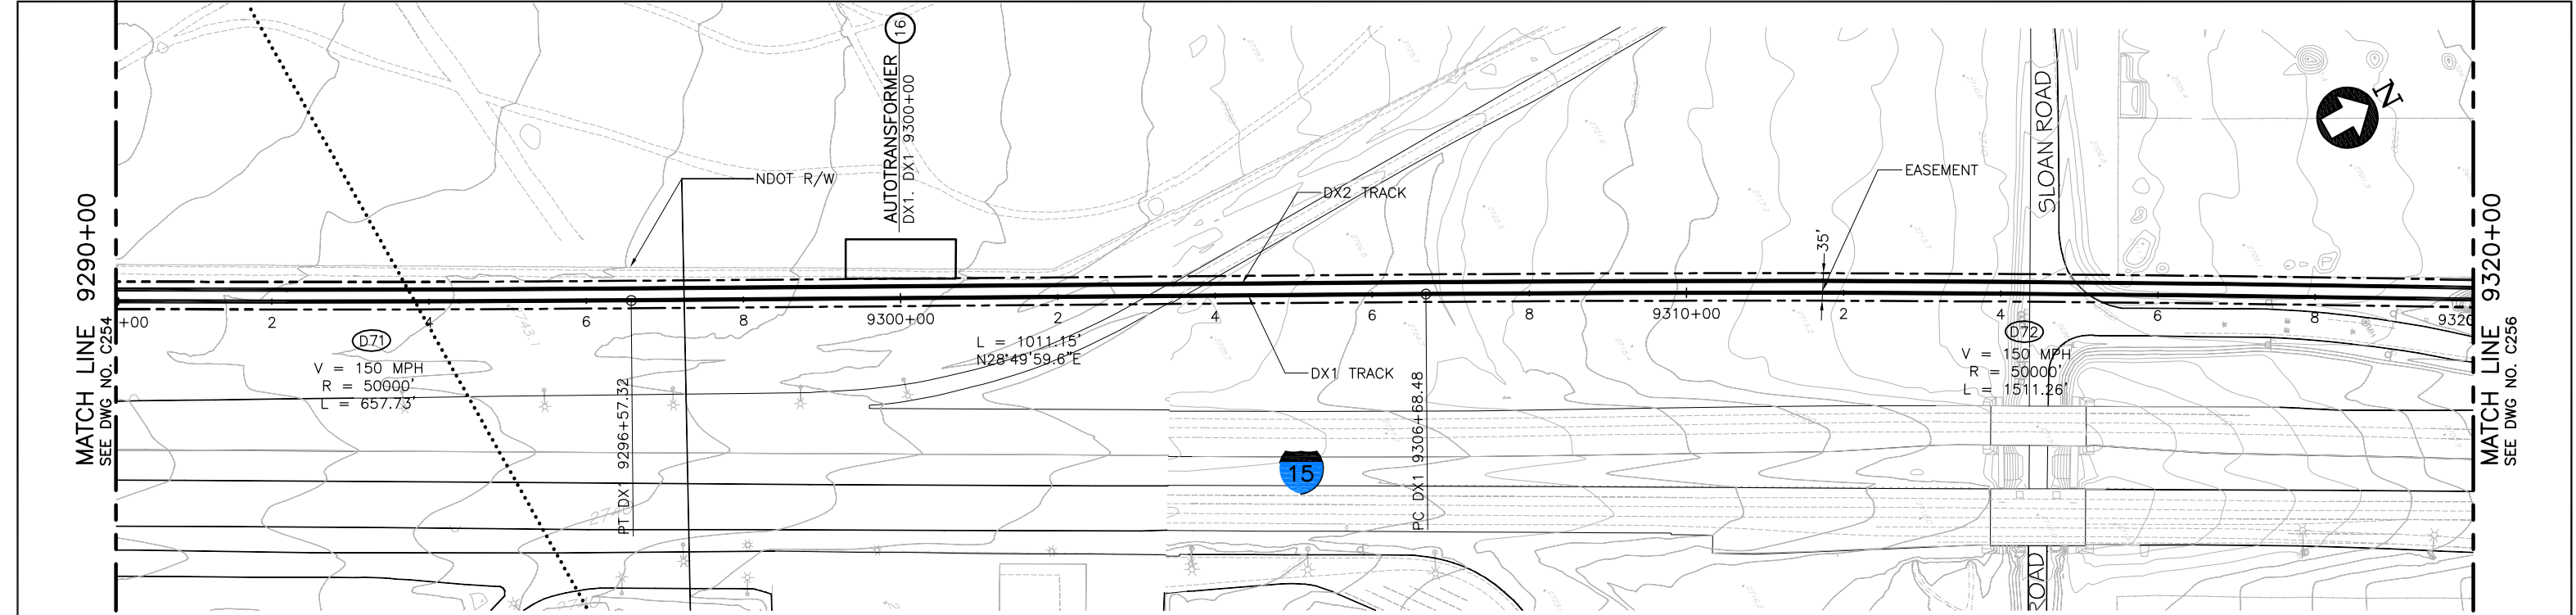 MATCH LINE 9290+00
SEE DWG NO. C254
AUTOTRANSFORMER
DX1. DX1 9300+00
16
NDOT R/W
DX2 TRACK
EASEMENT
35'
SLOAN ROAD
N
+00
2
4
6
8
9300+00
2
4
6
8
9310+00
2
4
6
8
9320
D71
V = 150 MPH
R = 50000'
L = 657.73'
L = 1011.15'
N28°49'59.6"E
DX1 TRACK
D72
V = 150 MPH
R = 50000'
L = 1511.26'
PT DX1 9296+57.32
PC DX1 9306+68.48
15
ROAD
MATCH LINE 9320+00
SEE DWG NO. C256